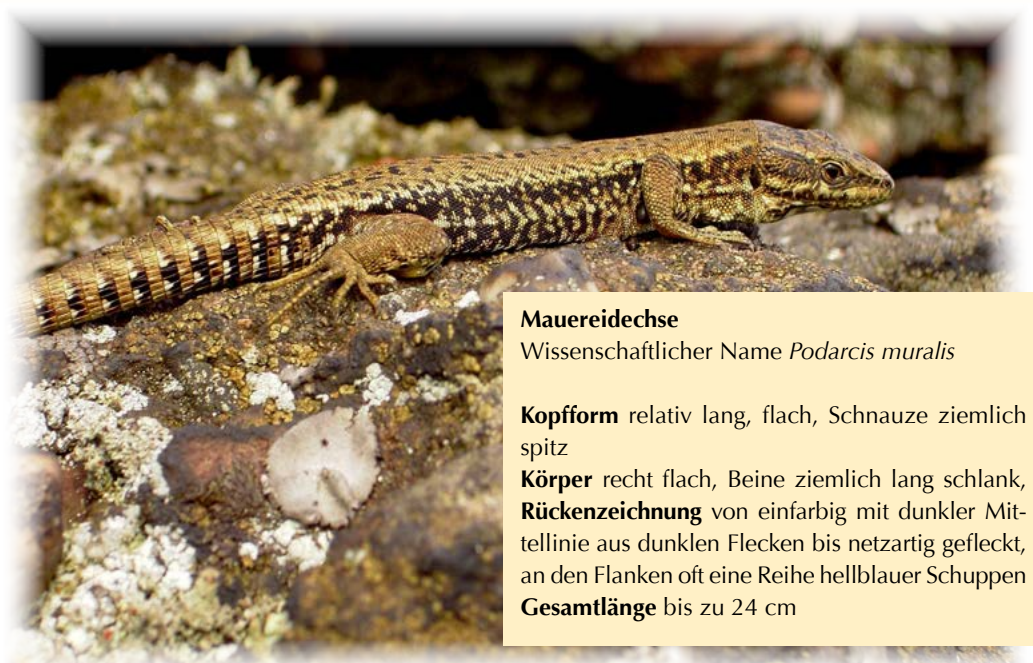 Mauereidechse
Wissenschaftlicher Name Podarcis muralis
Kopfform relativ lang, flach, Schnauze ziemlich
spitz
Körper recht flach, Beine ziemlich lang schlank,
Rückenzeichnung von einfarbig mit dunkler Mit-
tellinie aus dunklen Flecken bis netzartig gefleckt,
an den Flanken oft eine Reihe hellblauer Schuppen
Gesamtlänge bis zu 24 cm